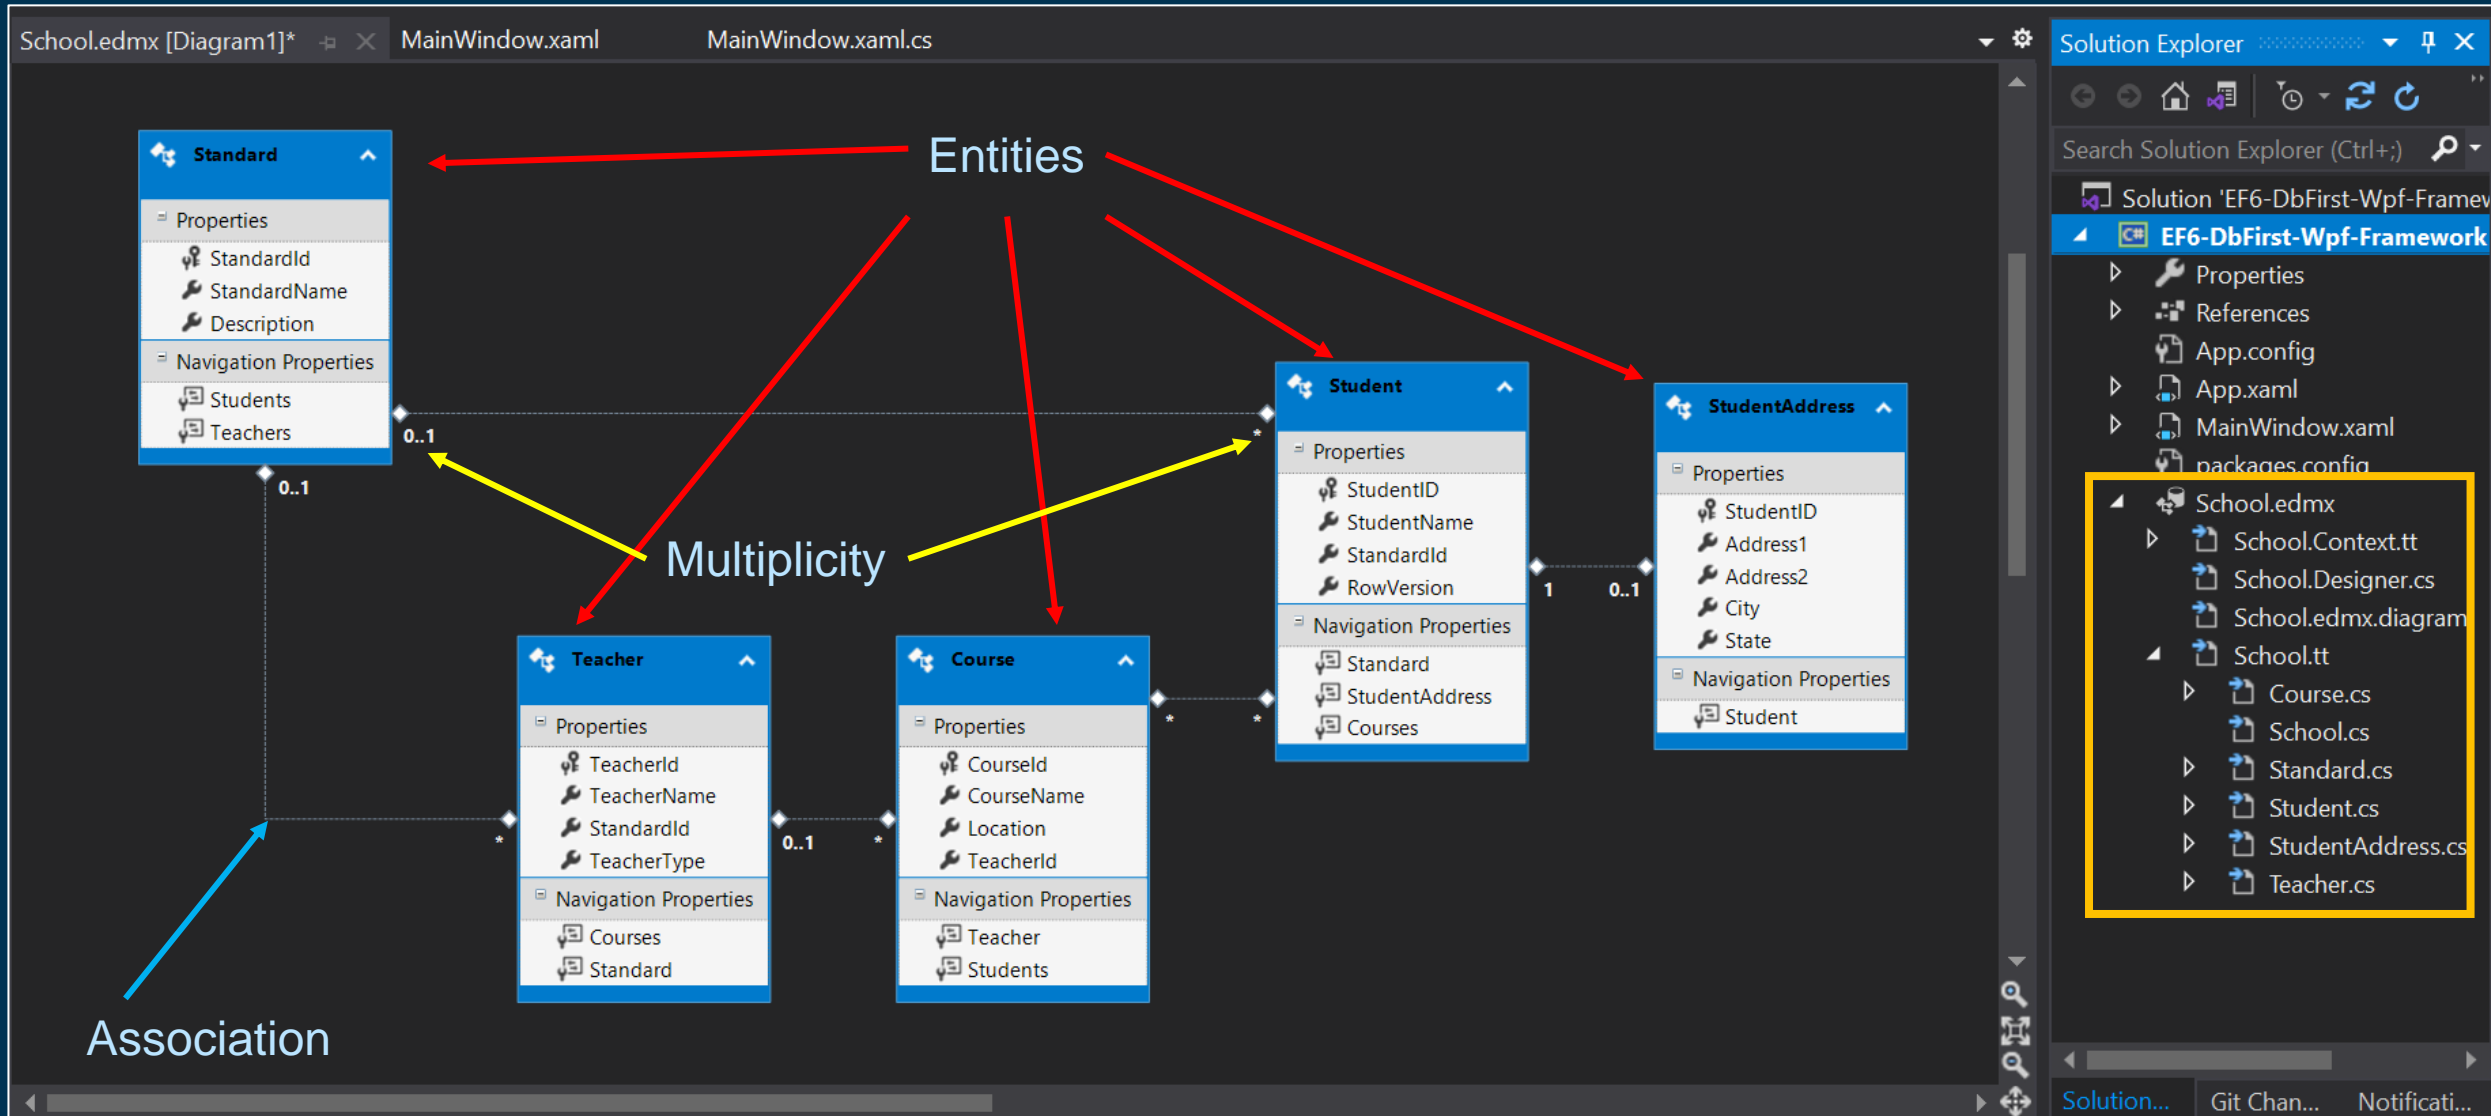 School.edmx [Diagram1]*
MainWindow.xaml
MainWindow.xaml.cs
Entities
Standard
Properties
StandardId
StandardName
Description
Navigation Properties
Students
Teachers
0..1
*
0..1
Multiplicity
Student
Properties
StudentID
StudentName
StandardId
RowVersion
Navigation Properties
Standard
StudentAddress
Courses
1
0..1
StudentAddress
Properties
StudentID
Address1
Address2
City
State
Navigation Properties
Student
Teacher
Properties
TeacherId
TeacherName
StandardId
TeacherType
Navigation Properties
Courses
Standard
*
0..1
*
Course
Properties
CourseId
CourseName
Location
TeacherId
Navigation Properties
Teacher
Students
*
*
Association
Solution Explorer
Search Solution Explorer (Ctrl+;)
Solution 'EF6-DbFirst-Wpf-Framew
C# EF6-DbFirst-Wpf-Framework
Properties
References
App.config
App.xaml
MainWindow.xaml
packages.config
School.edmx
School.Context.tt
School.Designer.cs
School.edmx.diagram
School.tt
Course.cs
School.cs
Standard.cs
Student.cs
StudentAddress.cs
Teacher.cs
Solution...
Git Chan...
Notificati...